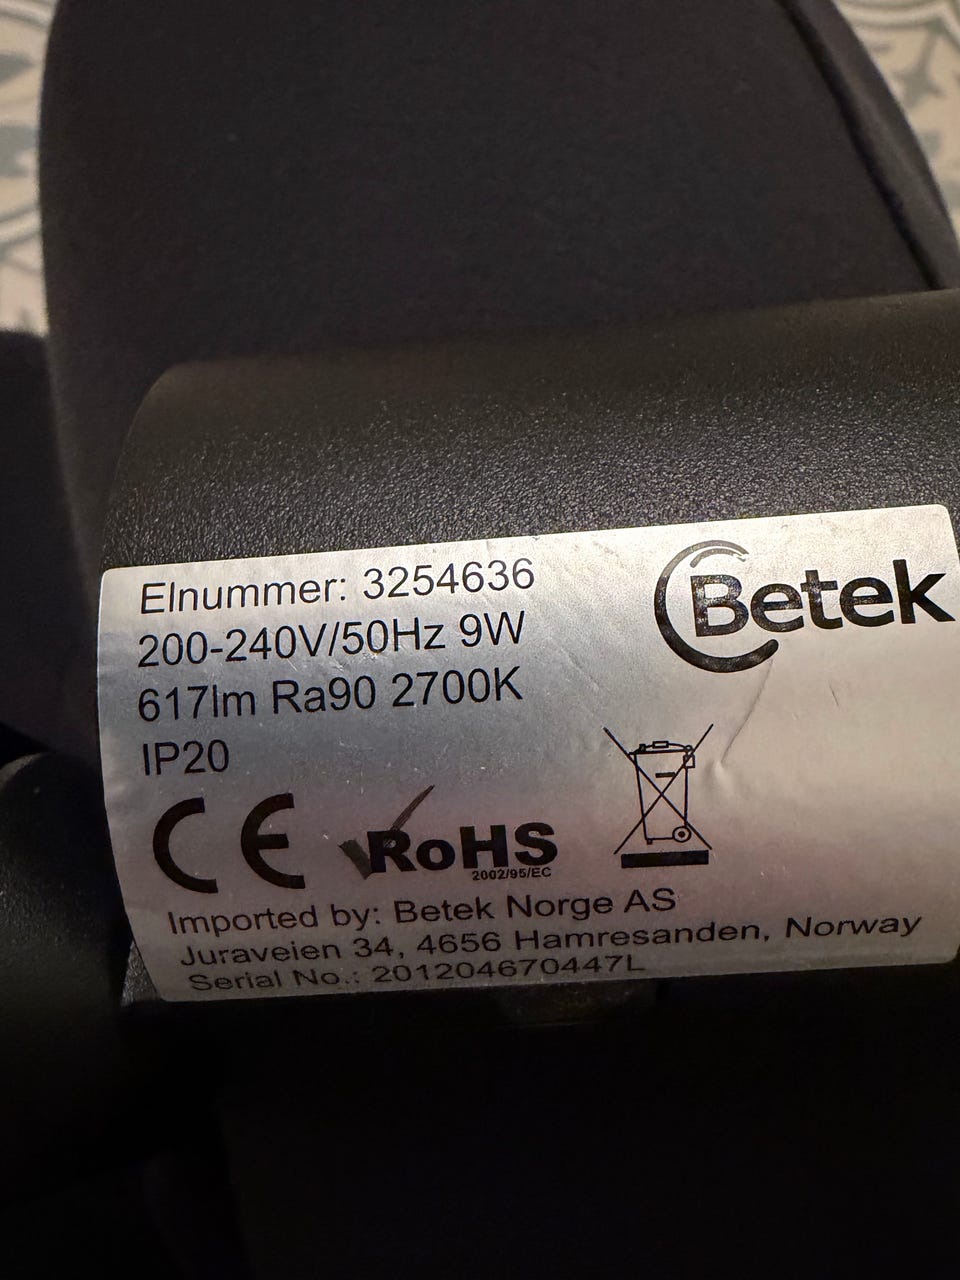 Betek
Elnummer: 3254636
200-240V/50Hz 9W
617lm Ra90 2700K
IP20
CE RoHS
2002/95/EC
Imported by: Betek Norge AS
Juraveien 34, 4656 Hamresanden, Norway
Serial No.: 201204670447L